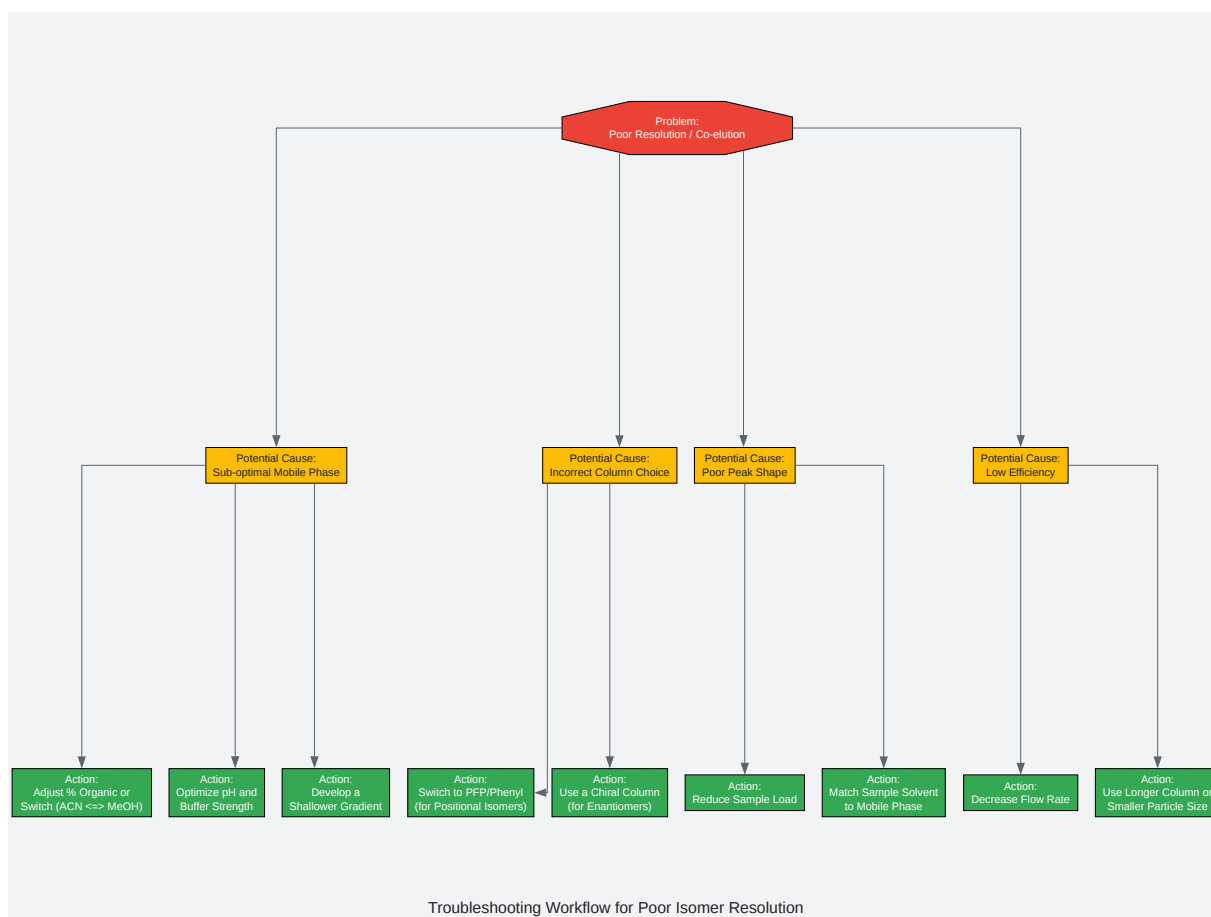 Problem:
Poor Resolution / Co-elution
Potential Cause:
Sub-optimal Mobile Phase
Potential Cause:
Incorrect Column Choice
Potential Cause:
Poor Peak Shape
Potential Cause:
Low Efficiency
Action:
Adjust % Organic or
Switch (ACN <=> MeOH)
Action:
Optimize pH and
Buffer Strength
Action:
Develop a
Shallower Gradient
Action:
Switch to PFP/Phenyl
(for Positional Isomers)
Action:
Use a Chiral Column
(for Enantiomers)
Action:
Reduce Sample Load
Action:
Match Sample Solvent
to Mobile Phase
Action:
Decrease Flow Rate
Action:
Use Longer Column or
Smaller Particle Size
Troubleshooting Workflow for Poor Isomer Resolution